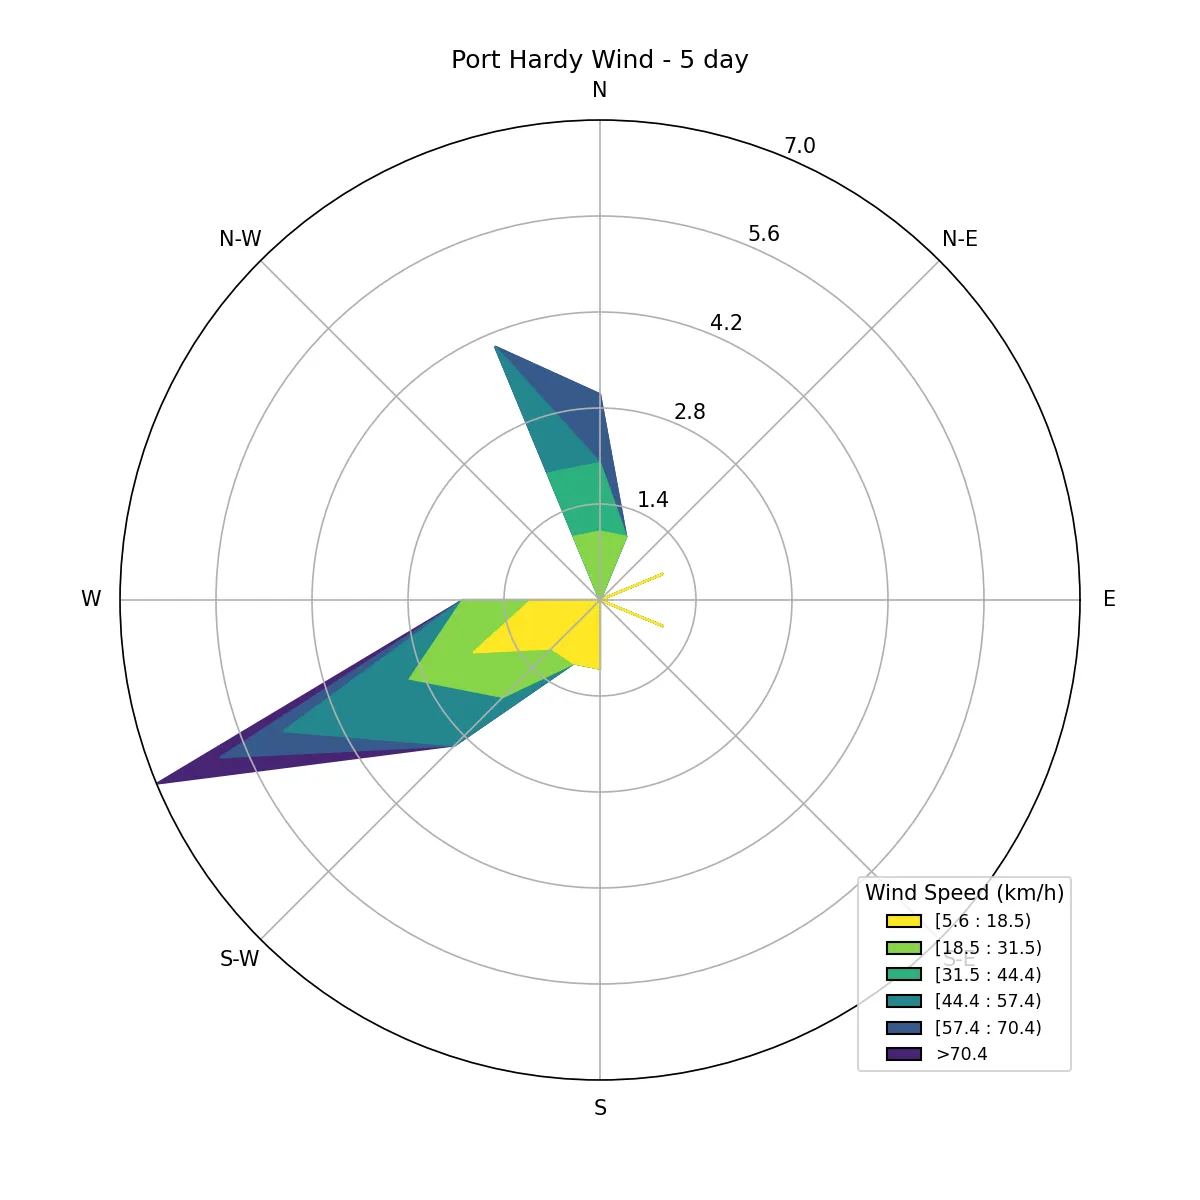 Port Hardy Wind - 5 day
N
7.0
N-W
N-E
5.6
4.2
2.8
1.4
W
E
S-W
S-E
S
Wind Speed (km/h)
[5.6 : 18.5)
[18.5 : 31.5)
[31.5 : 44.4)
[44.4 : 57.4)
[57.4 : 70.4)
>70.4